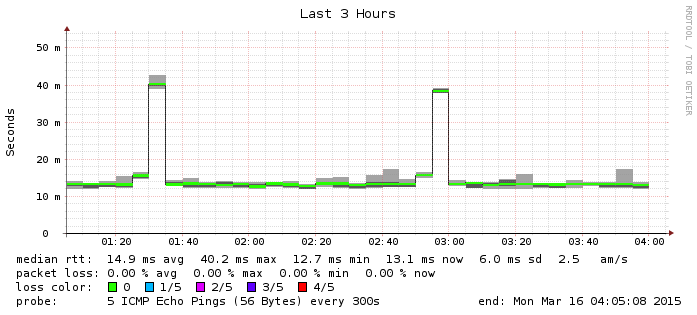 Last 3 Hours
RRDTOOL / TOBI OETIKER
Seconds
50 m
40 m
30 m
20 m
10 m
0
01:20 01:40 02:00 02:20 02:40 03:00 03:20 03:40 04:00
median rtt: 14.9 ms avg 40.2 ms max 12.7 ms min 13.1 ms now 6.0 ms sd 2.5 am/s
packet loss: 0.00 % avg 0.00 % max 0.00 % min 0.00 % now
loss color: 0 1/5 2/5 3/5 4/5
probe: 5 ICMP Echo Pings (56 Bytes) every 300s end: Mon Mar 16 04:05:08 2015